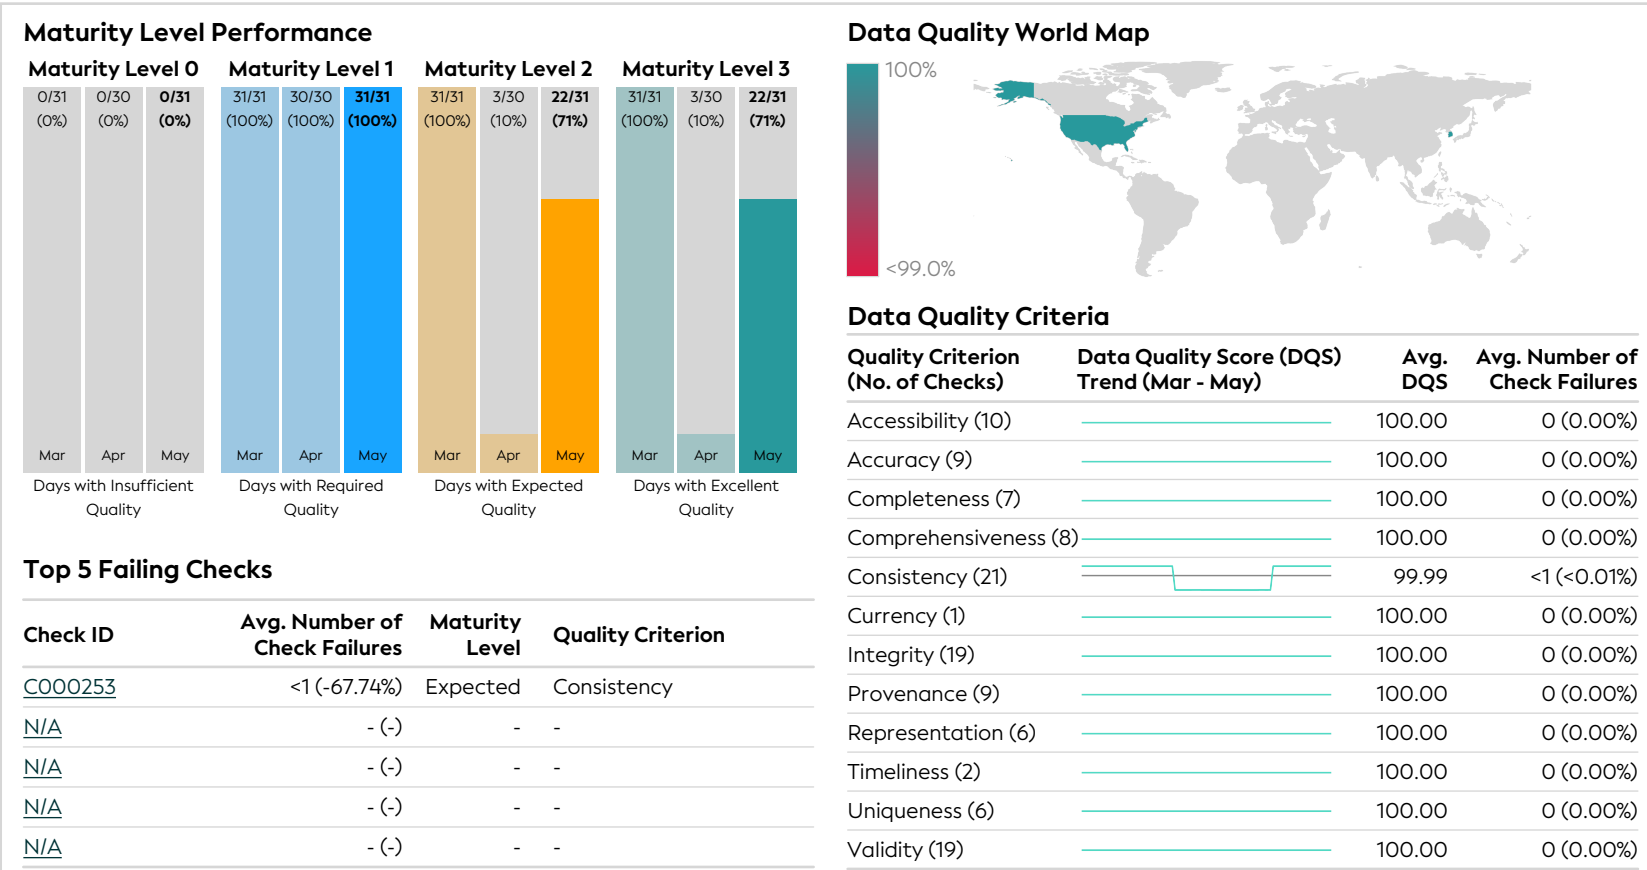 Maturity Level Performance
Maturity Level 0
Maturity Level 1
Maturity Level 2
Maturity Level 3
0/31 0/30 0/31
(0%) (0%) (0%)
31/31 30/30 31/31
(100%) (100%) (100%)
31/31 3/30 22/31
(100%) (10%) (71%)
31/31 3/30 22/31
(100%) (10%) (71%)
Mar Apr May
Mar Apr May
Mar Apr May
Mar Apr May
Days with Insufficient
Quality
Days with Required
Quality
Days with Expected
Quality
Days with Excellent
Quality
Top 5 Failing Checks
Check ID
Avg. Number of
Check Failures
Maturity
Level
Quality Criterion
C000253 <1 (-67.74%) Expected Consistency
N/A - (-) - -
N/A - (-) - -
N/A - (-) - -
N/A - (-) - -
Data Quality World Map
100%
<99.0%
Data Quality Criteria
Quality Criterion
(No. of Checks)
Data Quality Score (DQS)
Trend (Mar - May)
Avg.
DQS
Avg. Number of
Check Failures
Accessibility (10) 100.00 0 (0.00%)
Accuracy (9) 100.00 0 (0.00%)
Completeness (7) 100.00 0 (0.00%)
Comprehensiveness (8) 100.00 0 (0.00%)
Consistency (21) 99.99 <1 (<0.01%)
Currency (1) 100.00 0 (0.00%)
Integrity (19) 100.00 0 (0.00%)
Provenance (9) 100.00 0 (0.00%)
Representation (6) 100.00 0 (0.00%)
Timeliness (2) 100.00 0 (0.00%)
Uniqueness (6) 100.00 0 (0.00%)
Validity (19) 100.00 0 (0.00%)